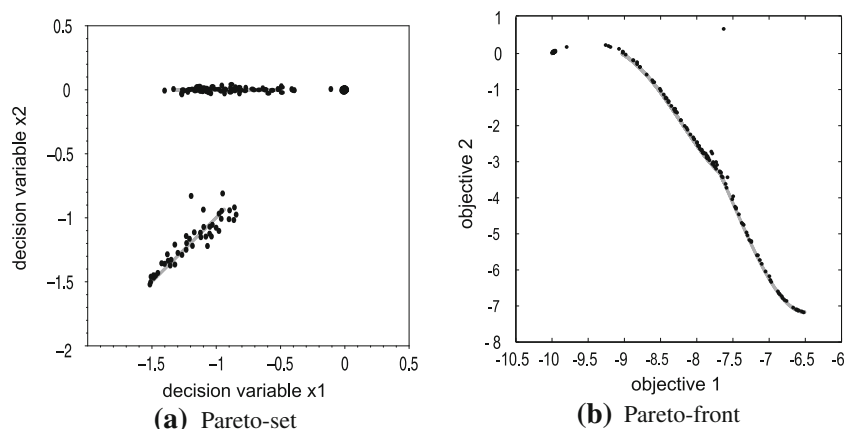 0.5
0
−0.5
−1
−1.5
−2
decision variable x2
−1.5 −1 −0.5 0 0.5
decision variable x1
(a) Pareto-set
1
0
-1
-2
-3
-4
-5
-6
-7
- 8
objective 2
-10.5 -10 -9.5 -9 -8.5 -8 -7.5 -7 -6.5 -6
objective 1
(b) Pareto-front